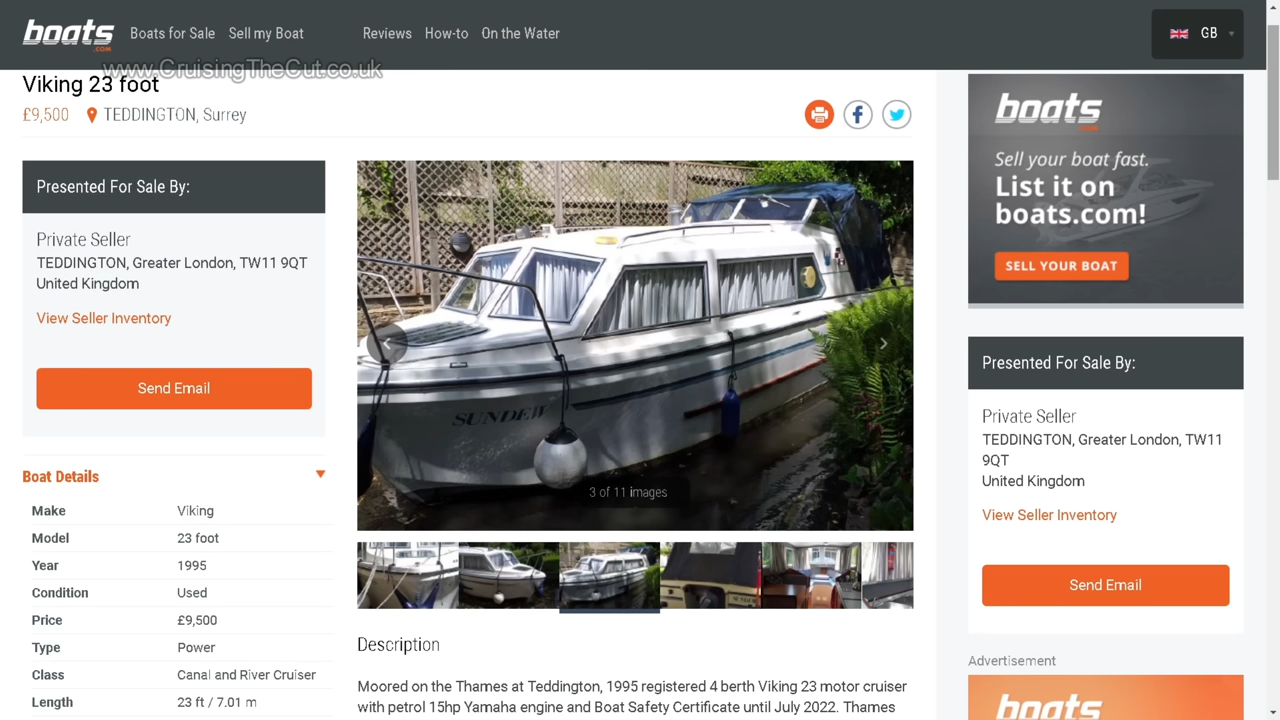 boats
.COM
Boats for Sale
Sell my Boat
Reviews
How-to
On the Water
GB
www.CruisingTheCut.co.uk
Viking 23 foot
£9,500
TEDDINGTON, Surrey
Presented For Sale By:
Private Seller
TEDDINGTON, Greater London, TW11 9QT
United Kingdom
View Seller Inventory
Send Email
Boat Details
Make Viking
Model 23 foot
Year 1995
Condition Used
Price £9,500
Type Power
Class Canal and River Cruiser
Length 23 ft / 7.01 m
SUNDEW
3 of 11 images
Description
Moored on the Thames at Teddington, 1995 registered 4 berth Viking 23 motor cruiser
with petrol 15hp Yamaha engine and Boat Safety Certificate until July 2022. Thames
boats
.COM
Sell your boat fast.
List it on
boats.com!
SELL YOUR BOAT
Presented For Sale By:
Private Seller
TEDDINGTON, Greater London, TW11
9QT
United Kingdom
View Seller Inventory
Send Email
Advertisement
boats